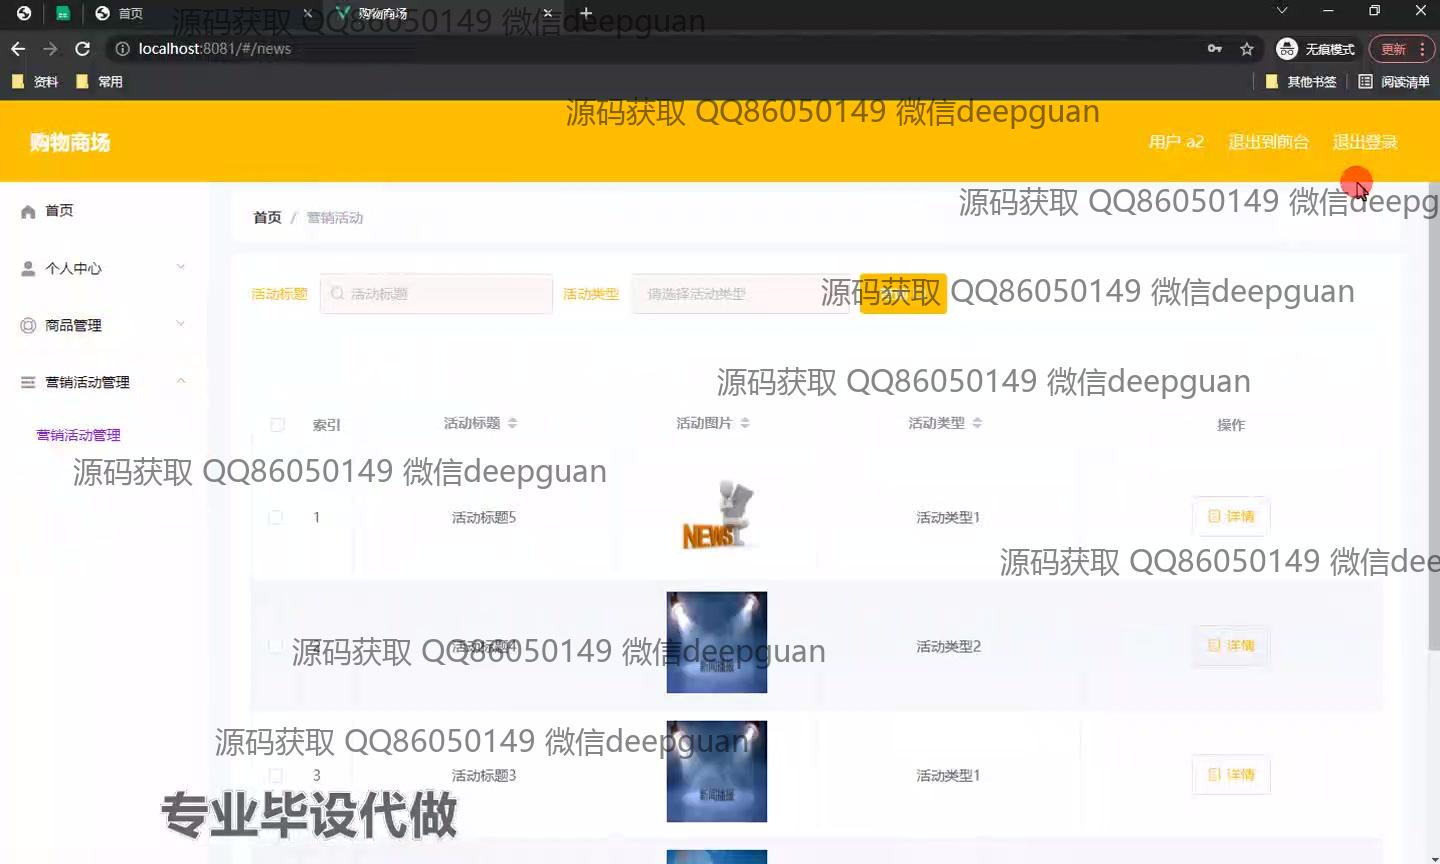 首页
购物商场
源码获取 QQ86050149 微信deepguan
localhost:8081/#/news
无痕模式
更新
资料
常用
其他书签
阅读清单
源码获取 QQ86050149 微信deepguan
购物商场
用户 a2
退出到前台
退出登录
源码获取 QQ86050149 微信deepg
首页
首页 / 营销活动
个人中心
活动标题
活动标题
活动类型
请选择活动类型
源码获取 QQ86050149 微信deepguan
商品管理
营销活动管理
源码获取 QQ86050149 微信deepguan
索引
活动标题
活动图片
活动类型
操作
营销活动管理
源码获取 QQ86050149 微信deepguan
1
活动标题5
NEWS
活动类型1
详情
源码获取 QQ86050149 微信dee
源码获取 QQ86050149 微信deepguan
活动标题4
新闻播报
活动类型2
详情
源码获取 QQ86050149 微信deepguan
3
活动标题3
新闻播报
活动类型1
详情
专业毕设代做